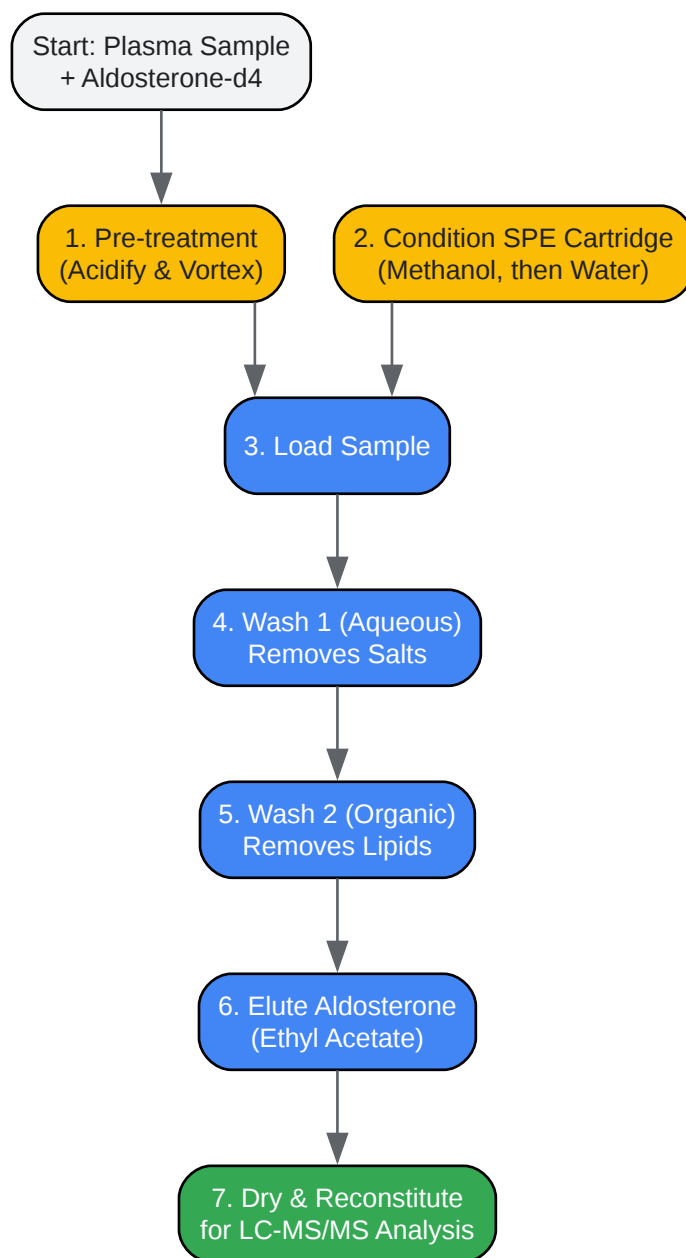 Start: Plasma Sample
+ Aldosterone-d4
1. Pre-treatment
(Acidify & Vortex)
2. Condition SPE Cartridge
(Methanol, then Water)
3. Load Sample
4. Wash 1 (Aqueous)
Removes Salts
5. Wash 2 (Organic)
Removes Lipids
6. Elute Aldosterone
(Ethyl Acetate)
7. Dry & Reconstitute
for LC-MS/MS Analysis